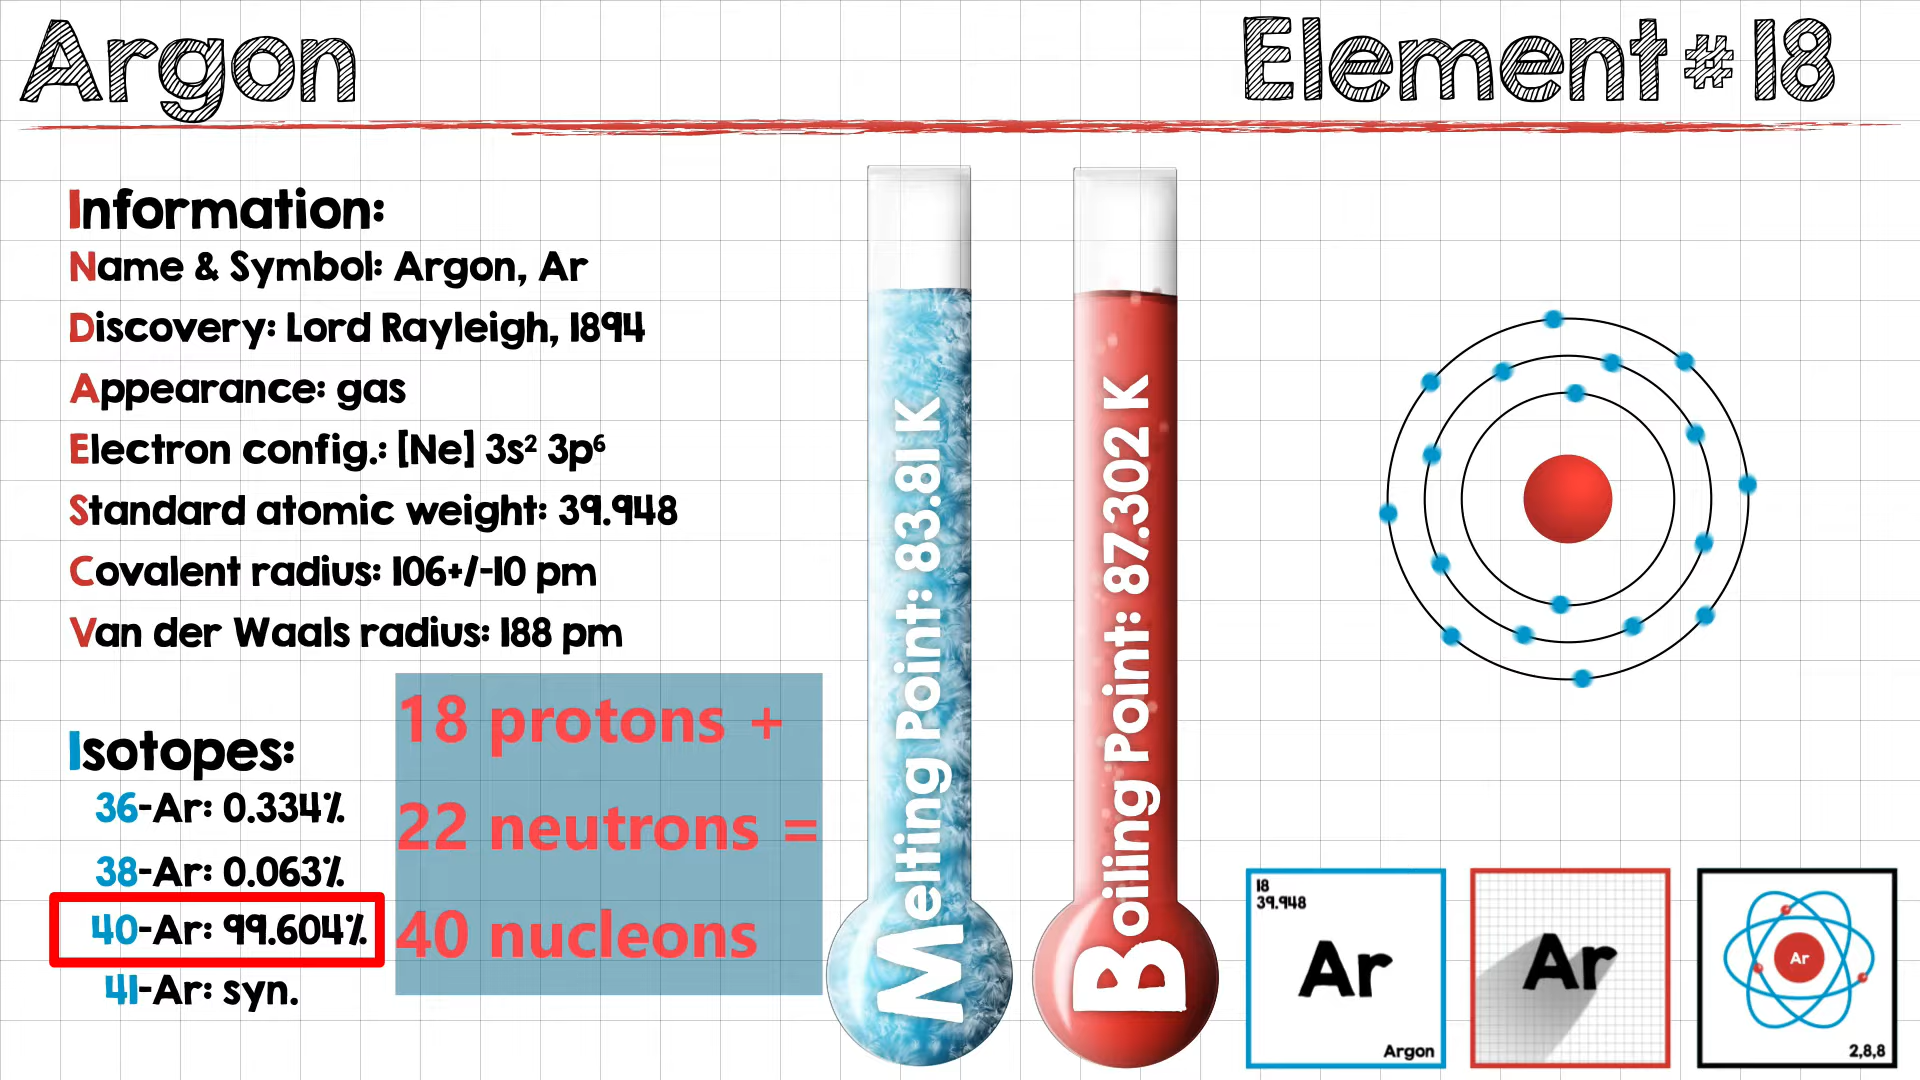 Argon
Element #18
Information:
Name & Symbol: Argon, Ar
Discovery: Lord Rayleigh, 1894
Appearance: gas
Electron config.: [Ne] 3s² 3p⁶
Standard atomic weight: 39.948
Covalent radius: 106+/-10 pm
Van der Waals radius: 188 pm
Isotopes:
36-Ar: 0.334%
38-Ar: 0.063%
40-Ar: 99.604%
41-Ar: syn.
18 protons +
22 neutrons =
40 nucleons
Melting Point: 83.81 K
Boiling Point: 87.302 K
18
39.948
Ar
Argon
Ar
Ar
2,8,8